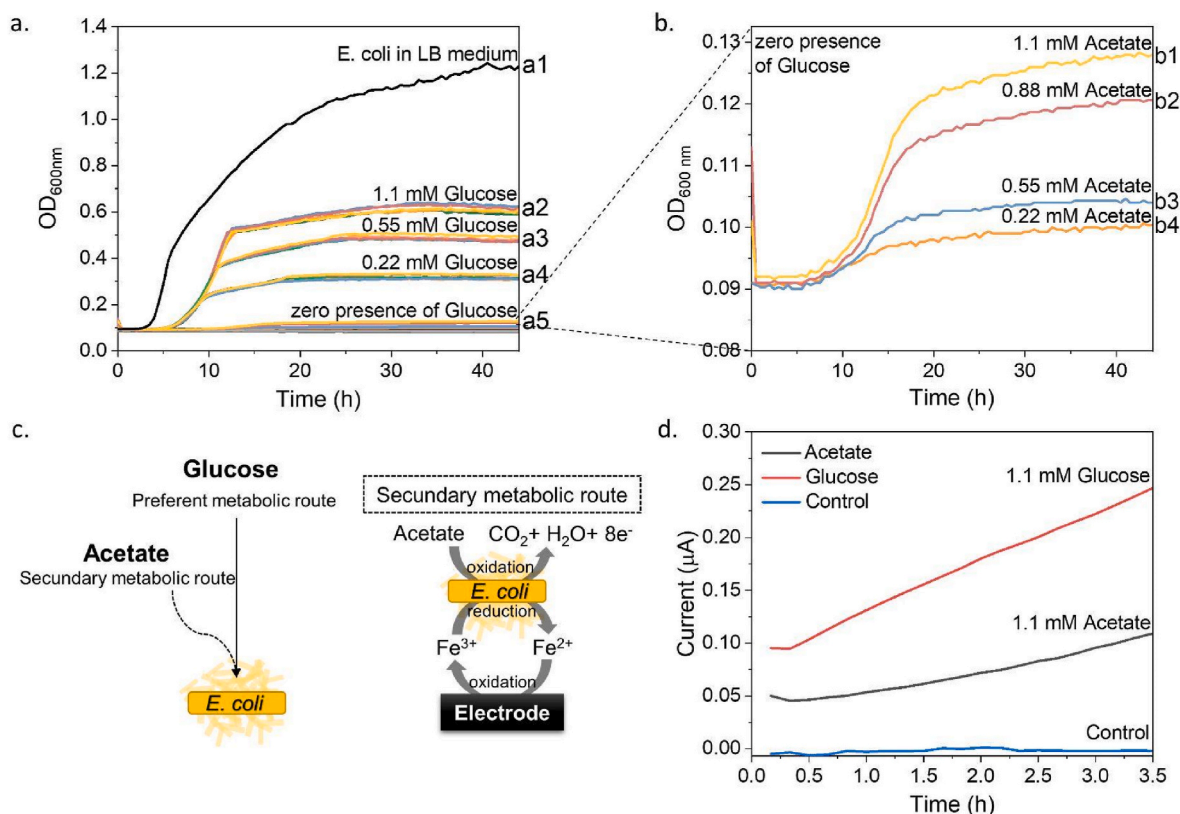 a.
1.4
1.2
1.0
0.8
0.6
0.4
0.2
0.0
OD600nm
0
10
20
30
40
Time (h)
E. coli in LB medium
a1
1.1 mM Glucose
a2
0.55 mM Glucose
a3
0.22 mM Glucose
a4
zero presence of Glucose
a5
b.
0.13
0.12
0.11
0.10
0.09
0.08
OD600 nm
0
10
20
30
40
Time (h)
zero presence
of Glucose
1.1 mM Acetate
b1
0.88 mM Acetate
b2
0.55 mM Acetate
b3
0.22 mM Acetate
b4
c.
Glucose
Preferent metabolic route
Acetate
Secundary metabolic route
E. coli
Secundary metabolic route
Acetate
CO2+ H2O+ 8e-
oxidation
E. coli
reduction
Fe3+
Fe2+
oxidation
Electrode
d.
0.30
0.25
0.20
0.15
0.10
0.05
0.00
Current (µA)
0.0
0.5
1.0
1.5
2.0
2.5
3.0
3.5
Time (h)
Acetate
Glucose
Control
1.1 mM Glucose
1.1 mM Acetate
Control